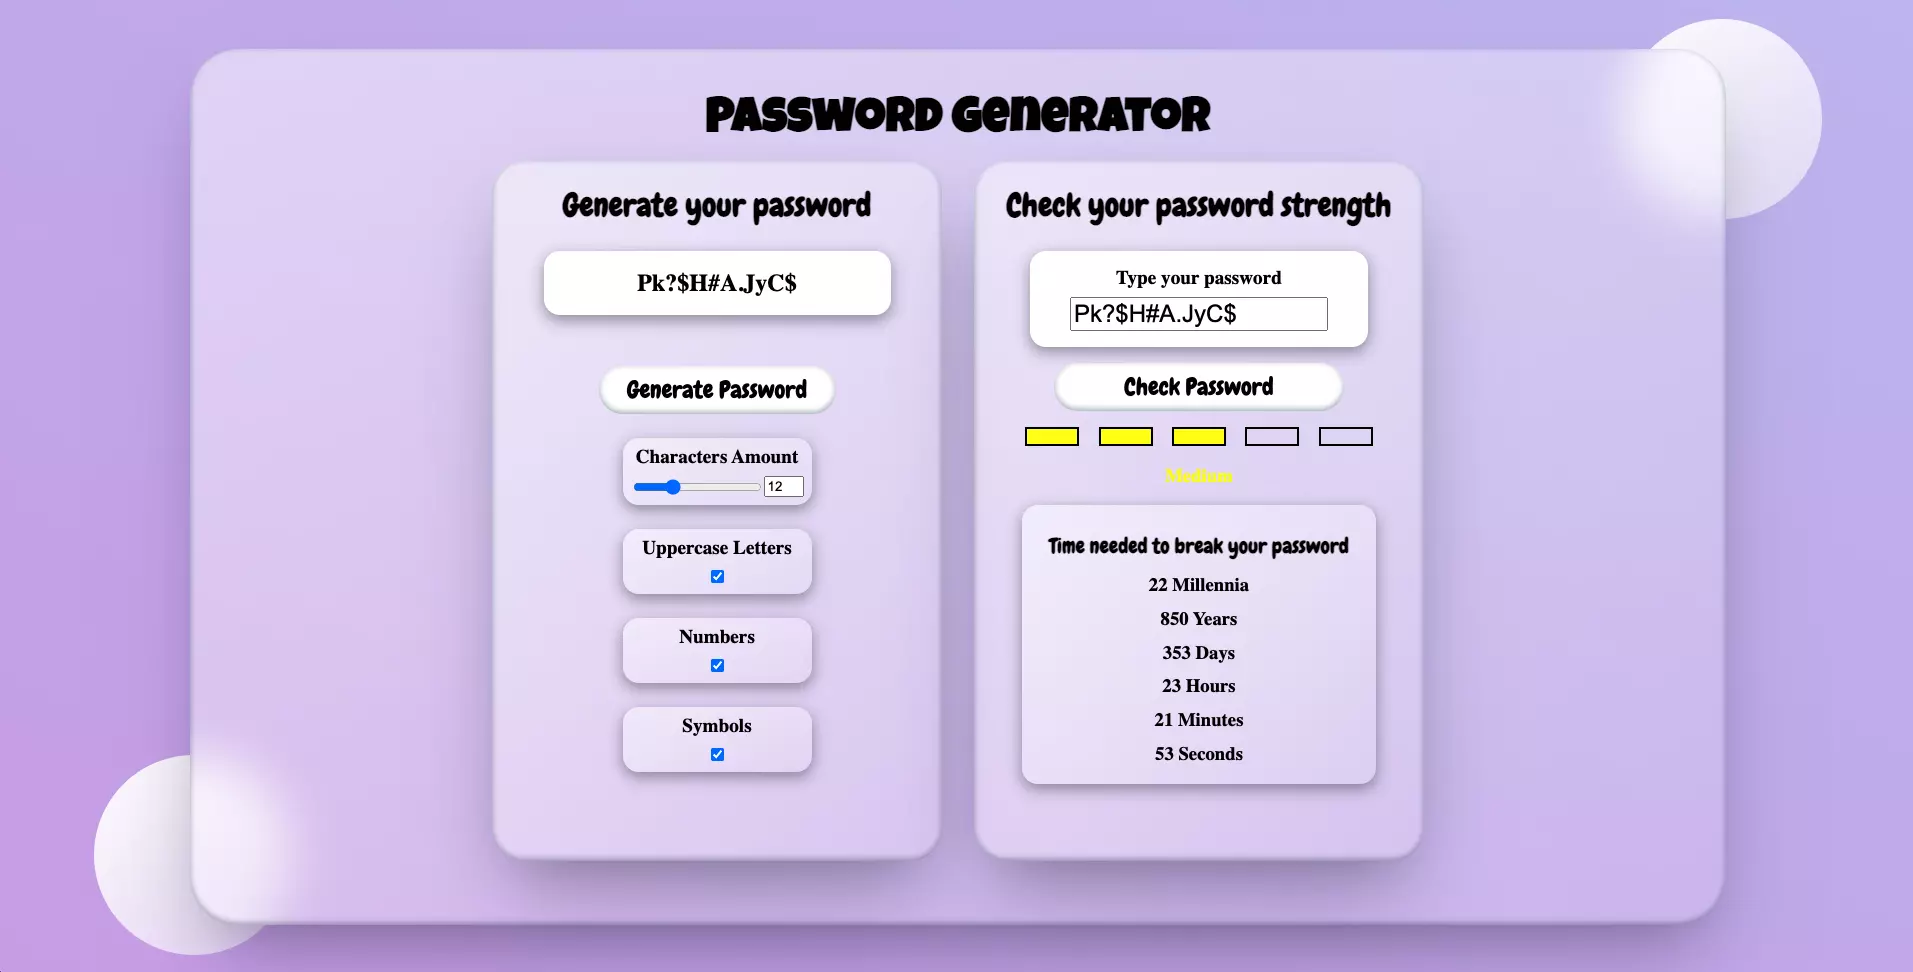 PASSWORD GENERATOR
Generate your password
Pk?$H#A.JyC$
Generate Password
Characters Amount
12
Uppercase Letters
Numbers
Symbols
Check your password strength
Type your password
Pk?$H#A.JyC$
Check Password
Medium
Time needed to break your password
22 Millennia
850 Years
353 Days
23 Hours
21 Minutes
53 Seconds